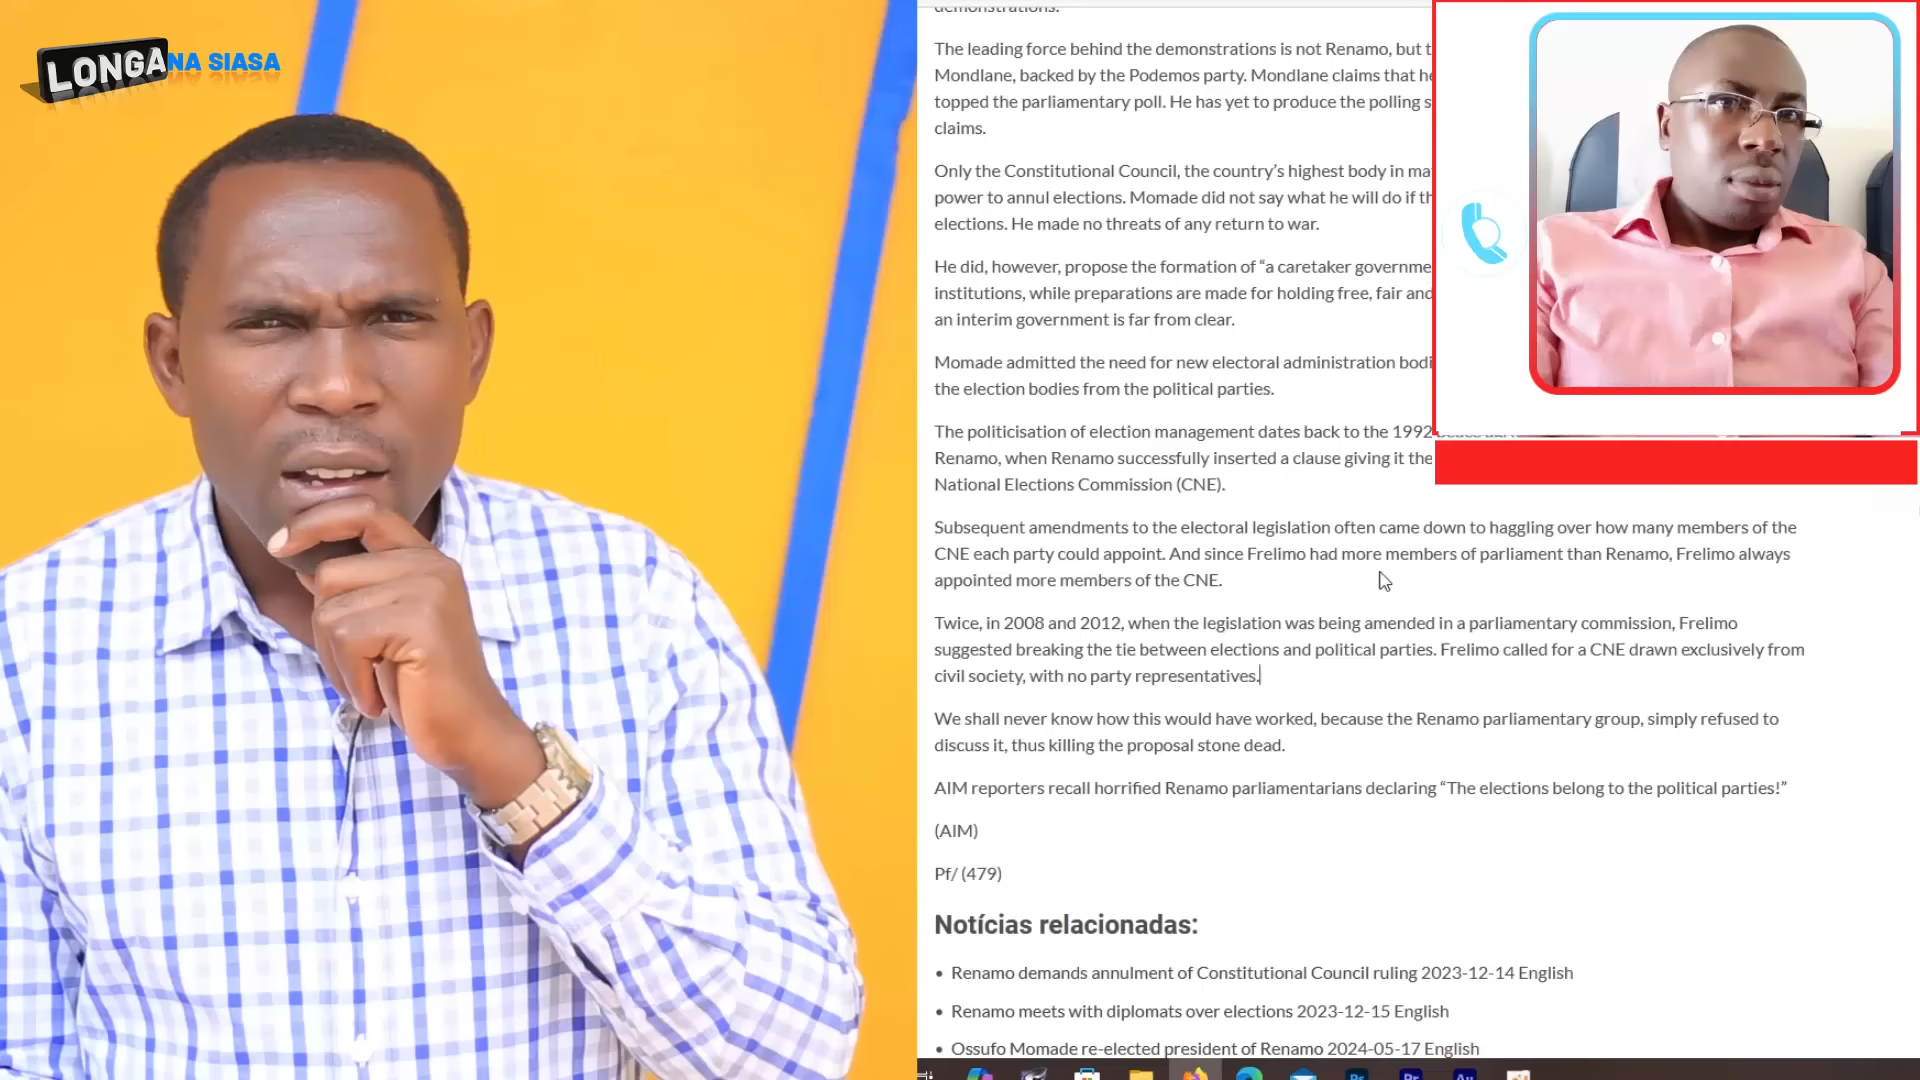 LONGA NA SIASA
demonstrations.
The leading force behind the demonstrations is not Renamo, but
Mondlane, backed by the Podemos party. Mondlane claims that
topped the parliamentary poll. He has yet to produce the polling
claims.
Only the Constitutional Council, the country’s highest body in
power to annul elections. Momade did not say what he will do if
elections. He made no threats of any return to war.
He did, however, propose the formation of “a caretaker
institutions, while preparations are made for holding free, fair and
an interim government is far from clear.
Momade admitted the need for new electoral administration
the election bodies from the political parties.
The politicisation of election management dates back to the 1992
Renamo, when Renamo successfully inserted a clause giving it the
National Elections Commission (CNE).
Subsequent amendments to the electoral legislation often came down to haggling over how many members of the
CNE each party could appoint. And since Frelimo had more members of parliament than Renamo, Frelimo always
appointed more members of the CNE.
Twice, in 2008 and 2012, when the legislation was being amended in a parliamentary commission, Frelimo
suggested breaking the tie between elections and political parties. Frelimo called for a CNE drawn exclusively from
civil society, with no party representatives.
We shall never know how this would have worked, because the Renamo parliamentary group, simply refused to
discuss it, thus killing the proposal stone dead.
AIM reporters recall horrified Renamo parliamentarians declaring “The elections belong to the political parties!”
(AIM)
Pf/ (479)
Notícias relacionadas:
• Renamo demands annulment of Constitutional Council ruling 2023-12-14 English
• Renamo meets with diplomats over elections 2023-12-15 English
• Ossufo Momade re-elected president of Renamo 2024-05-17 English
Ps
Pr
Au